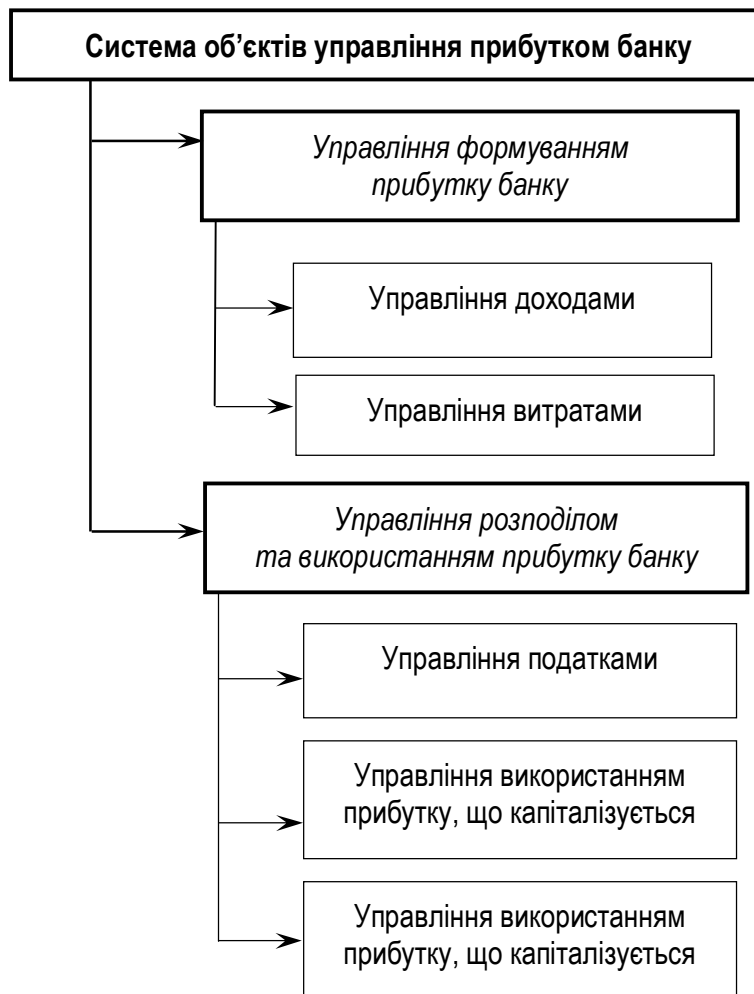 Система об’єктів управління прибутком банку
Управління формуванням
прибутку банку
Управління доходами
Управління витратами
Управління розподілом
та використанням прибутку банку
Управління податками
Управління використанням
прибутку, що капіталізується
Управління використанням
прибутку, що капіталізується